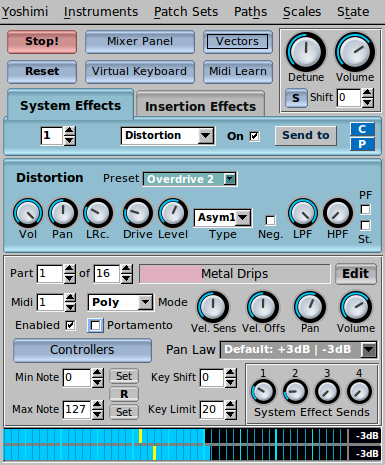 Yoshimi Instruments Patch Sets Paths Scales State
Stop! Mixer Panel Vectors
Reset Virtual Keyboard Midi Learn
Detune Volume
S Shift 0
System Effects Insertion Effects
1 Distortion On Send to C
P
Distortion Preset Overdrive 2
PF
Asym1
St.
Vol Pan LRc. Drive Level Type Neg. LPF HPF
Part 1 of 16 Metal Drips Edit
Midi 1 Poly Mode
Enabled Portamento Vel. Sens Vel. Offs Pan Volume
Controllers Pan Law Default: +3dB | -3dB
Min Note 0 Set Key Shift 0
R
Max Note 127 Set Key Limit 20
1 2 3 4
System Effect Sends
-3dB
-3dB